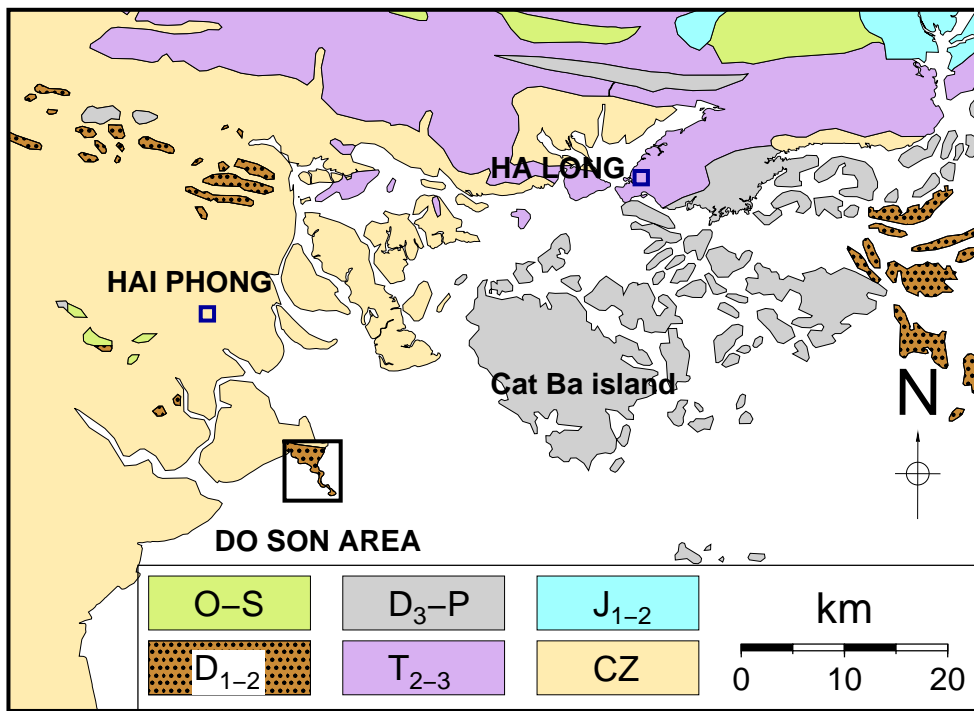 HA LONG
HAI PHONG
Cat Ba island
N
DO SON AREA
O–S
D₃–P
J₁₋₂
km
D₁₋₂
T₂₋₃
CZ
0 10 20